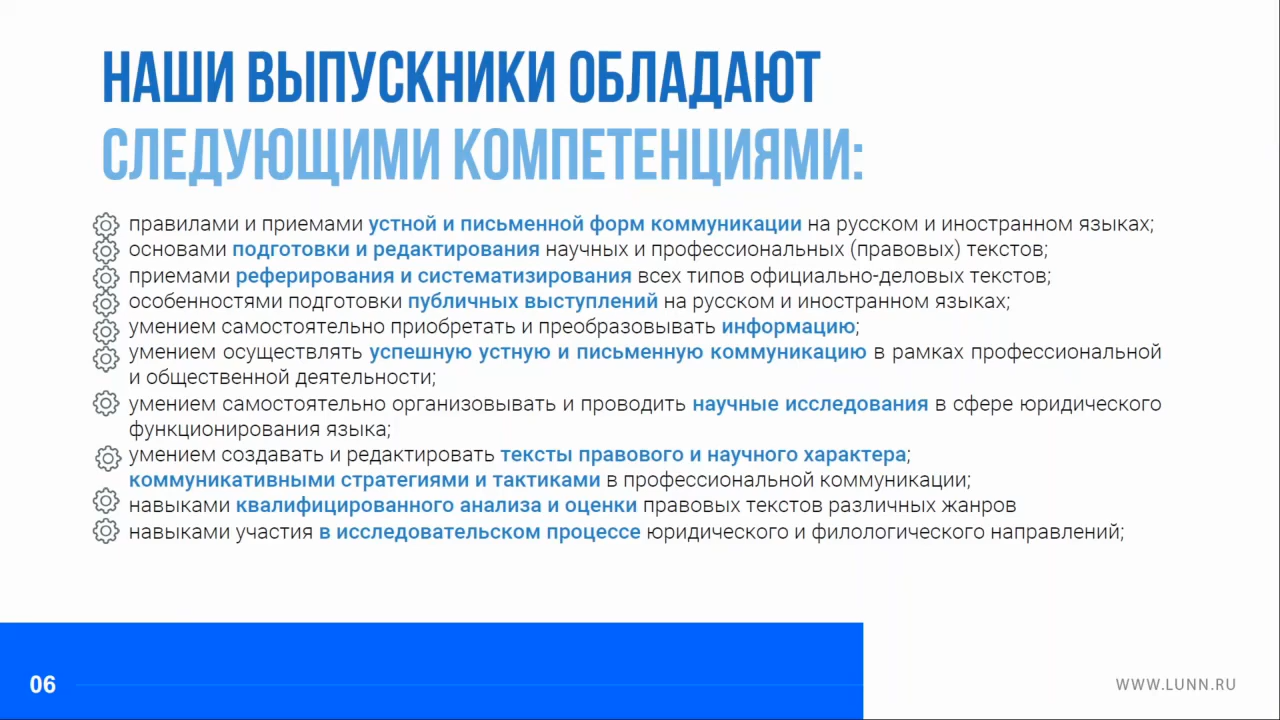 НАШИ ВЫПУСКНИКИ ОБЛАДАЮТ
СЛЕДУЮЩИМИ КОМПЕТЕНЦИЯМИ:
правилами и приемами устной и письменной форм коммуникации на русском и иностранном языках;
основами подготовки и редактирования научных и профессиональных (правовых) текстов;
приемами реферирования и систематизирования всех типов официально-деловых текстов;
особенностями подготовки публичных выступлений на русском и иностранном языках;
умением самостоятельно приобретать и преобразовывать информацию;
умением осуществлять успешную устную и письменную коммуникацию в рамках профессиональной
и общественной деятельности;
умением самостоятельно организовывать и проводить научные исследования в сфере юридического
функционирования языка;
умением создавать и редактировать тексты правового и научного характера;
коммуникативными стратегиями и тактиками в профессиональной коммуникации;
навыками квалифицированного анализа и оценки правовых текстов различных жанров
навыками участия в исследовательском процессе юридического и филологического направлений;
06
WWW.LUNN.RU